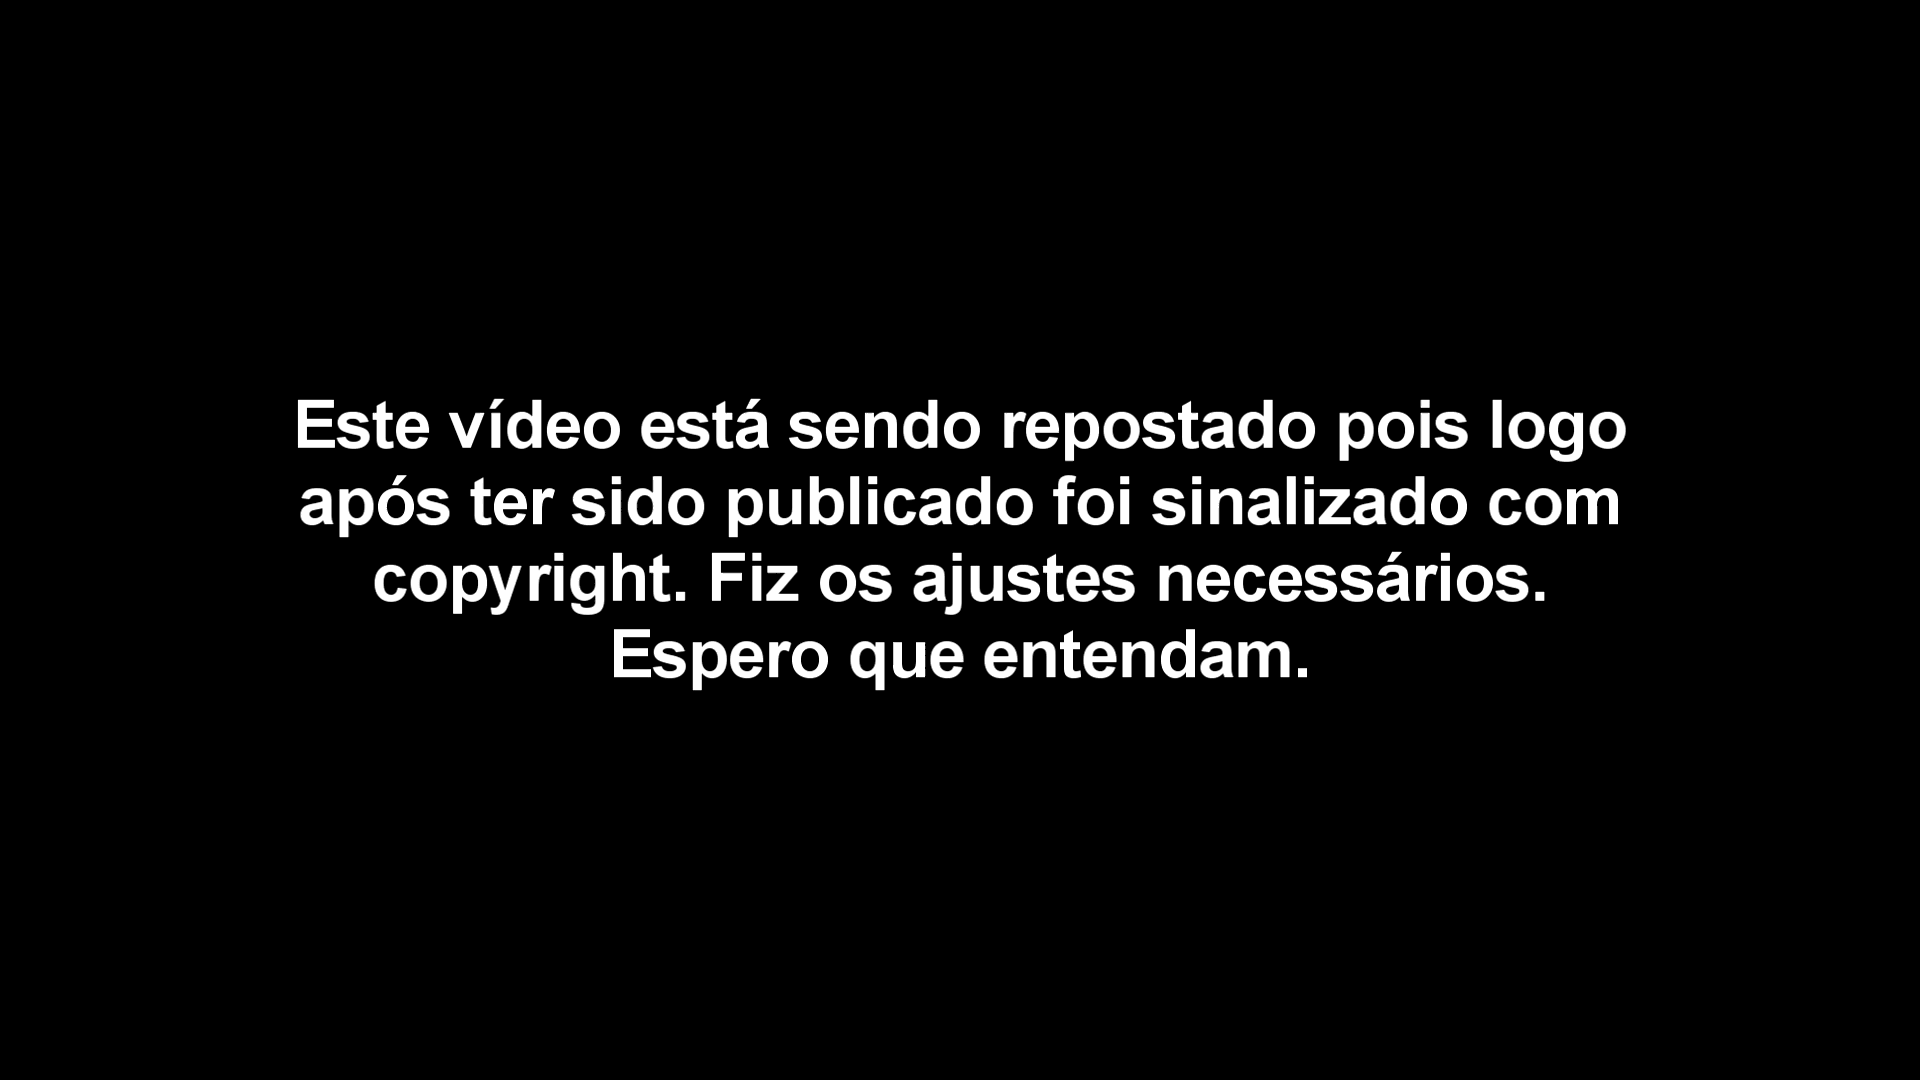 Este vídeo está sendo repostado pois logo
após ter sido publicado foi sinalizado com
copyright. Fiz os ajustes necessários.
Espero que entendam.